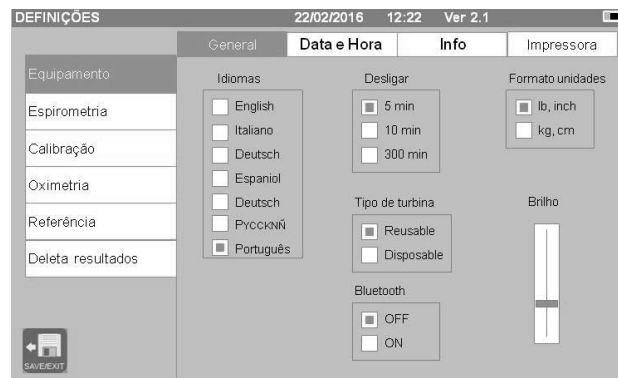 DEFINIÇÕES 22/02/2016 12:22 Ver 2.1
General Data e Hora Info Impressora
Equipamento
Espirometria
Calibração
Oximetria
Referência
Deleta resultados
SAVE/EXIT
Idiomas
English
Italiano
Deutsch
Espaniol
Deutsch
РУССКNЙ
Português
Desligar
5 min
10 min
300 min
Tipo de turbina
Reusable
Disposable
Bluetooth
OFF
ON
Formato unidades
lb, inch
kg, cm
Brilho